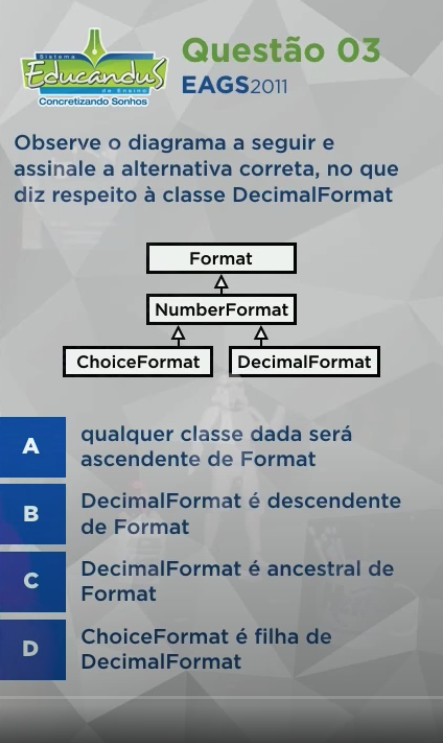 Sistema
Educandus
de Ensino
Concretizando Sonhos
Questão 03
EAGS2011
Observe o diagrama a seguir e
assinale a alternativa correta, no que
diz respeito à classe DecimalFormat
Format
NumberFormat
ChoiceFormat
DecimalFormat
A
qualquer classe dada será
ascendente de Format
B
DecimalFormat é descendente
de Format
C
DecimalFormat é ancestral de
Format
D
ChoiceFormat é filha de
DecimalFormat